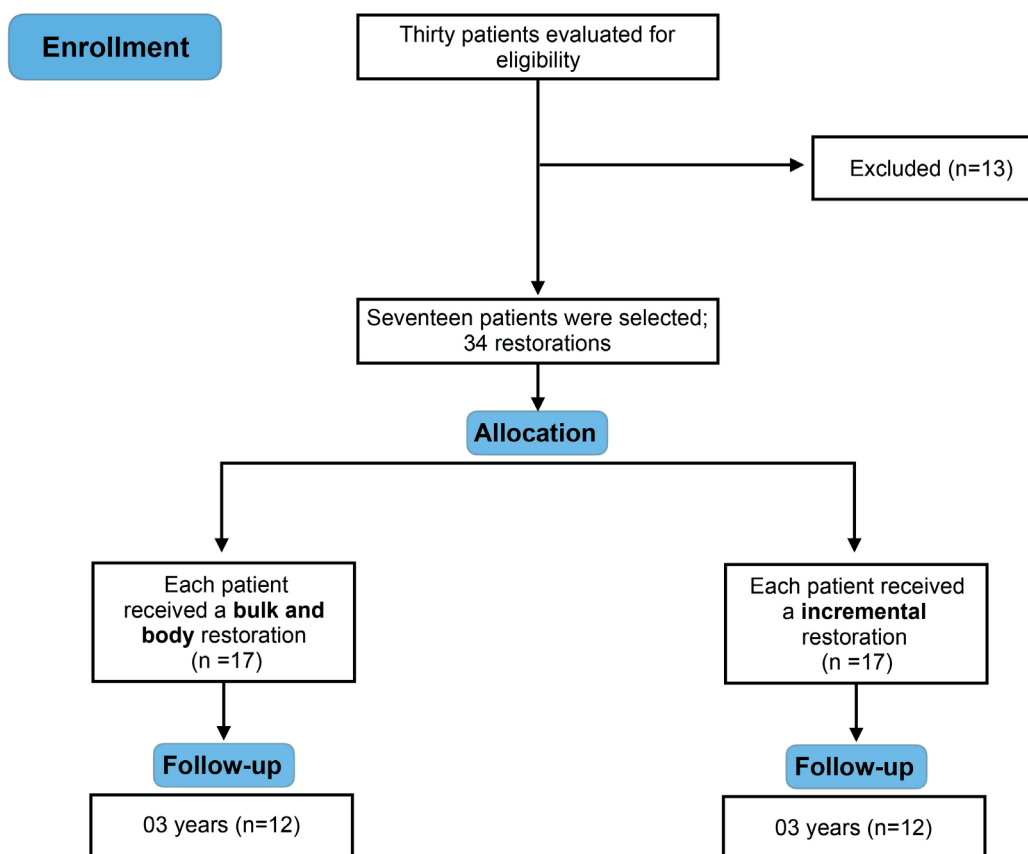 Enrollment
Thirty patients evaluated for
eligibility
Excluded (n=13)
Seventeen patients were selected;
34 restorations
Allocation
Each patient
received a bulk and
body restoration
(n =17)
Each patient received
a incremental
restoration
(n =17)
Follow-up
Follow-up
03 years (n=12)
03 years (n=12)